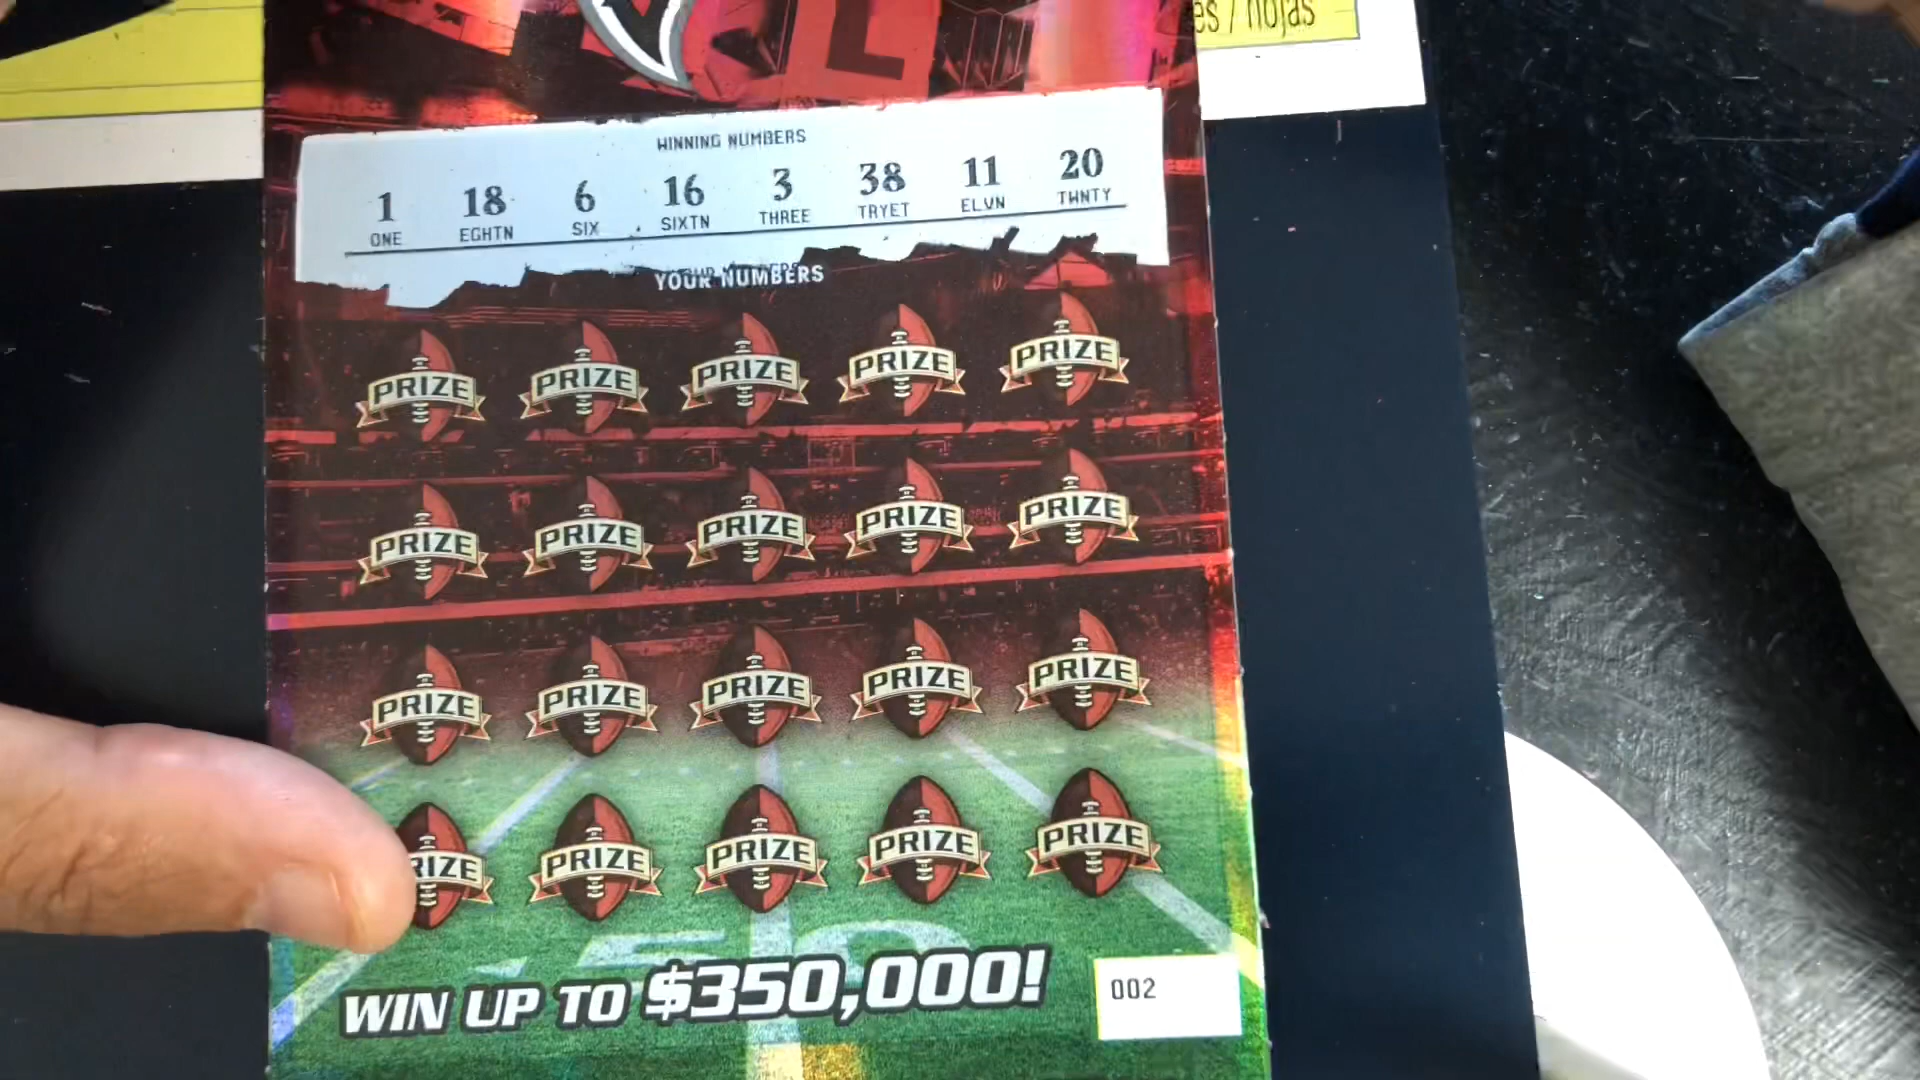 L
es / hojas
WINNING NUMBERS
1 18 6 16 3 38 11 20
ONE EGHTN SIX SIXTN THREE TRYET ELVN TWNTY
YOUR NUMBERS
PRIZE PRIZE PRIZE PRIZE PRIZE
PRIZE PRIZE PRIZE PRIZE PRIZE
PRIZE PRIZE PRIZE PRIZE PRIZE
RIZE PRIZE PRIZE PRIZE PRIZE
WIN UP TO $350,000!
002